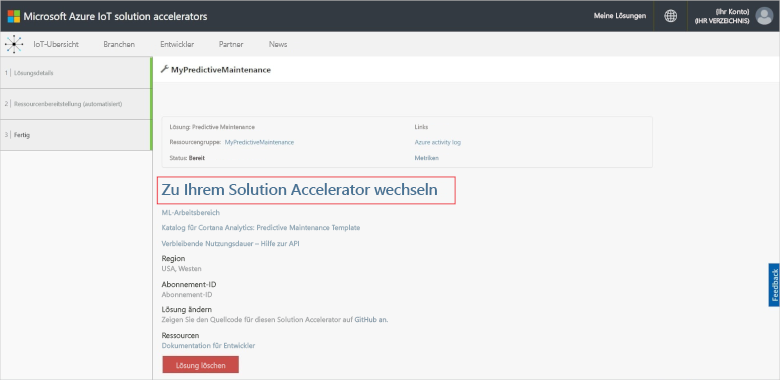 Microsoft Azure IoT solution accelerators
Meine Lösungen
(Ihr Konto)
(IHR VERZEICHNIS)
IoT-Übersicht
Branchen
Entwickler
Partner
News
1 | Lösungsdetails
2 | Ressourcenbereitstellung (automatisiert)
3 | Fertig
MyPredictiveMaintenance
Lösung: Predictive Maintenance
Links
Ressourcengruppe: MyPredictiveMaintenance
Azure activity log
Status: Bereit
Metriken
Zu Ihrem Solution Accelerator wechseln
ML-Arbeitsbereich
Katalog für Cortana Analytics: Predictive Maintenance Template
Verbleibende Nutzungsdauer – Hilfe zur API
Region
USA, Westen
Abonnement-ID
Abonnement-ID
Lösung ändern
Zeigen Sie den Quellcode für diesen Solution Accelerator auf GitHub an.
Ressourcen
Dokumentation für Entwickler
Lösung löschen
Feedback